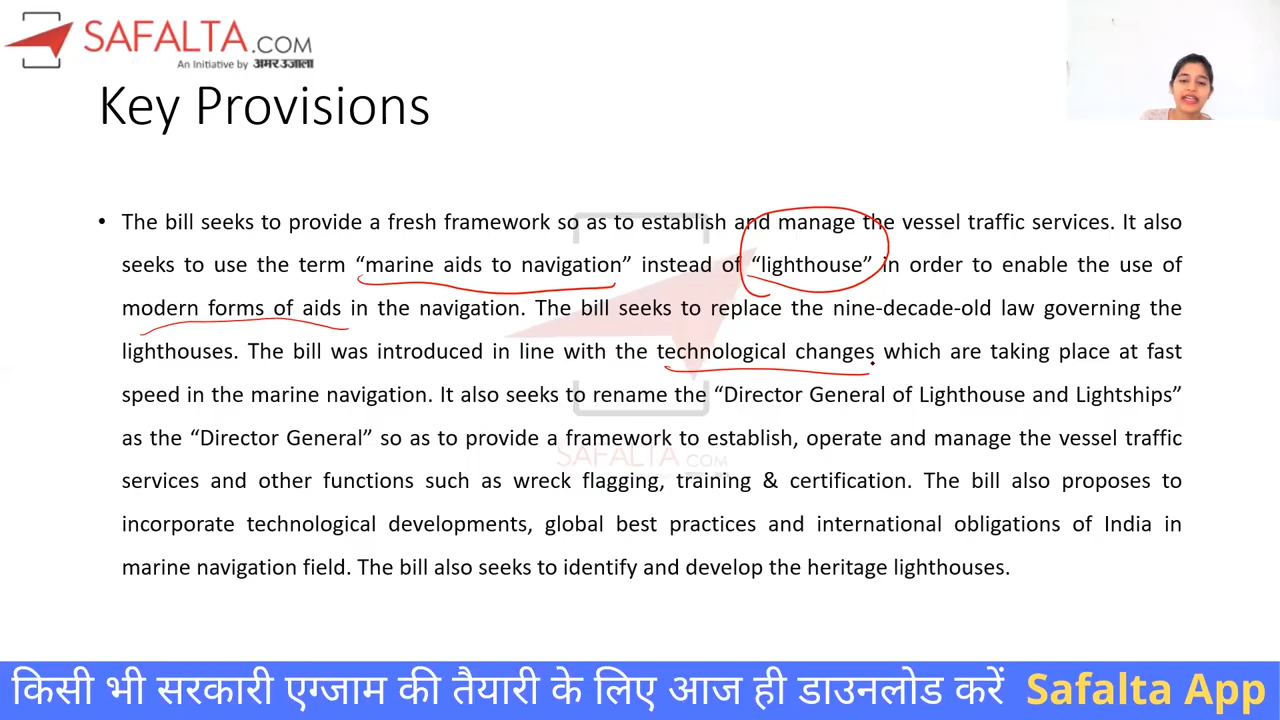 SAFALTA.COM
An Initiative by अमर उजाला
Key Provisions
• The bill seeks to provide a fresh framework so as to establish and manage the vessel traffic services. It also
seeks to use the term “marine aids to navigation” instead of “lighthouse” in order to enable the use of
modern forms of aids in the navigation. The bill seeks to replace the nine-decade-old law governing the
lighthouses. The bill was introduced in line with the technological changes which are taking place at fast
speed in the marine navigation. It also seeks to rename the “Director General of Lighthouse and Lightships”
as the “Director General” so as to provide a framework to establish, operate and manage the vessel traffic
services and other functions such as wreck flagging, training & certification. The bill also proposes to
incorporate technological developments, global best practices and international obligations of India in
marine navigation field. The bill also seeks to identify and develop the heritage lighthouses.
SAFALTA.COM
किसी भी सरकारी एग्जाम की तैयारी के लिए आज ही डाउनलोड करें Safalta App